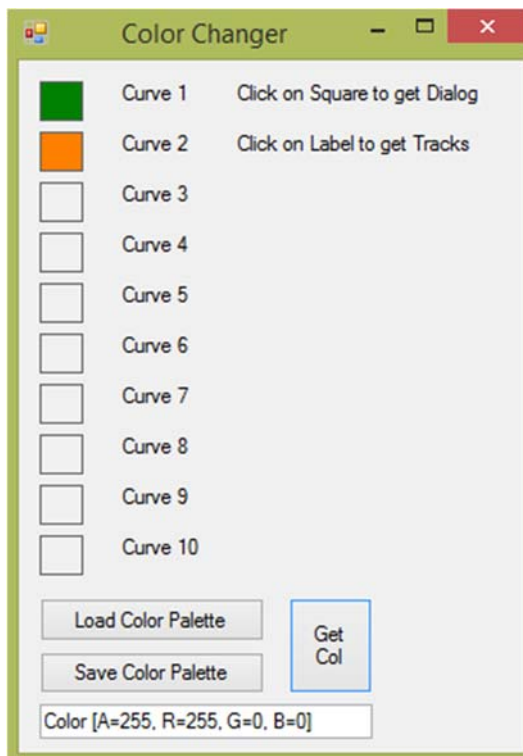 Color Changer
Curve 1 Click on Square to get Dialog
Curve 2 Click on Label to get Tracks
Curve 3
Curve 4
Curve 5
Curve 6
Curve 7
Curve 8
Curve 9
Curve 10
Load Color Palette
Get
Col
Save Color Palette
Color [A=255, R=255, G=0, B=0]